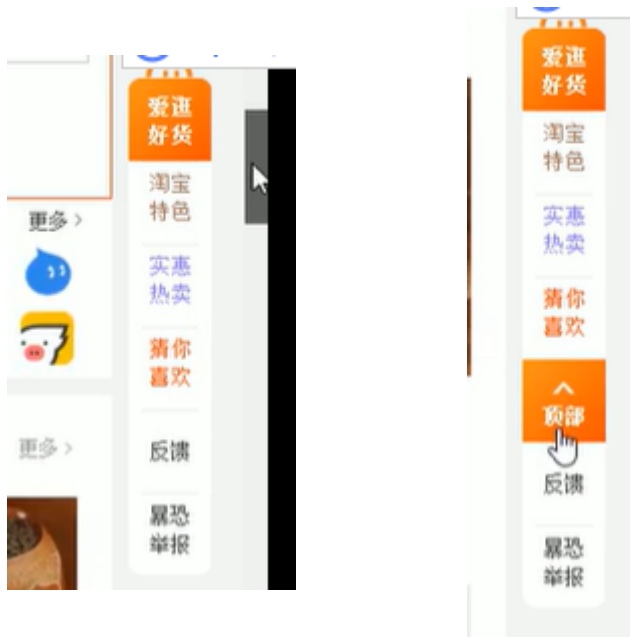 爱逛
好货
淘宝
特色
实惠
热卖
猜你
喜欢
反馈
暴恐
举报
更多 >
更多 >
爱逛
好货
淘宝
特色
实惠
热卖
猜你
喜欢
顶部
反馈
暴恐
举报